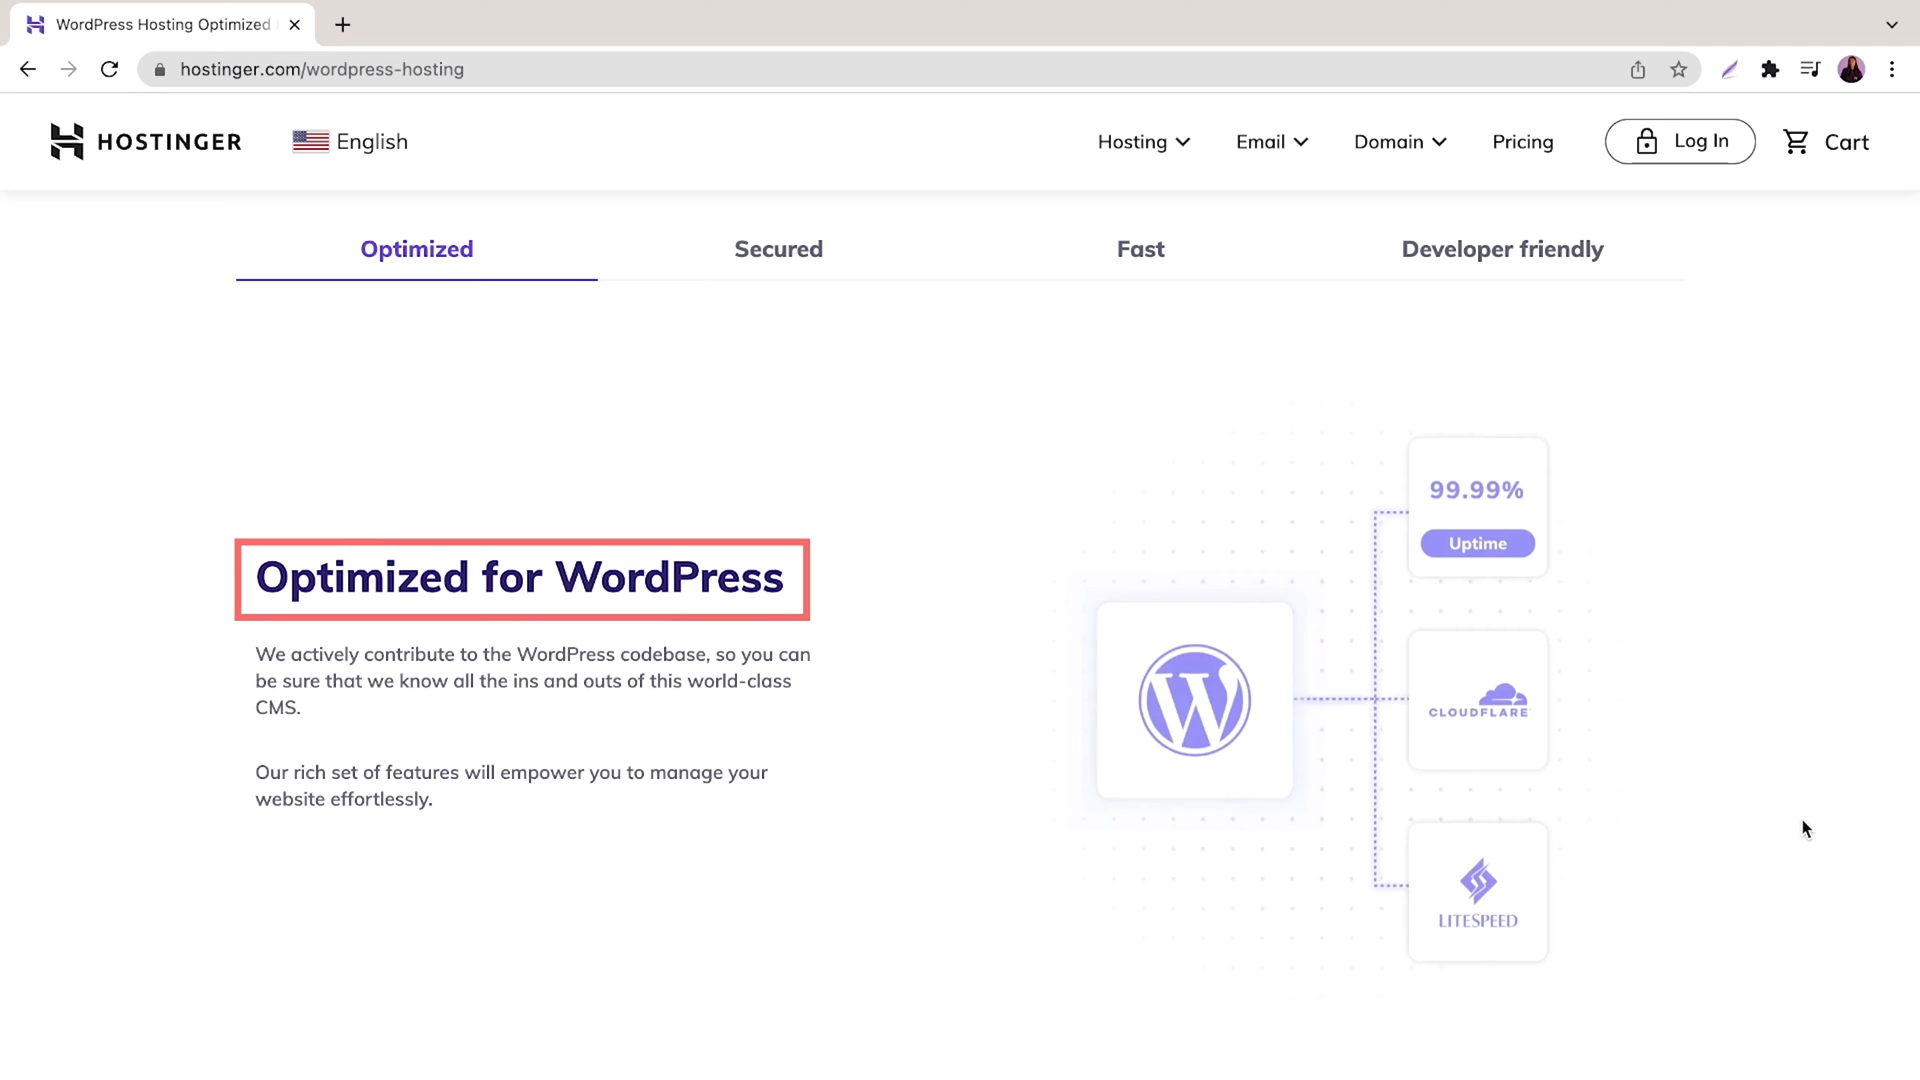 WordPress Hosting Optimized
hostinger.com/wordpress-hosting
HOSTINGER
English
Hosting
Email
Domain
Pricing
Log In
Cart
Optimized
Secured
Fast
Developer friendly
Optimized for WordPress
We actively contribute to the WordPress codebase, so you can
be sure that we know all the ins and outs of this world-class
CMS.
Our rich set of features will empower you to manage your
website effortlessly.
99.99%
Uptime
W
CLOUDFLARE
LITESPEED